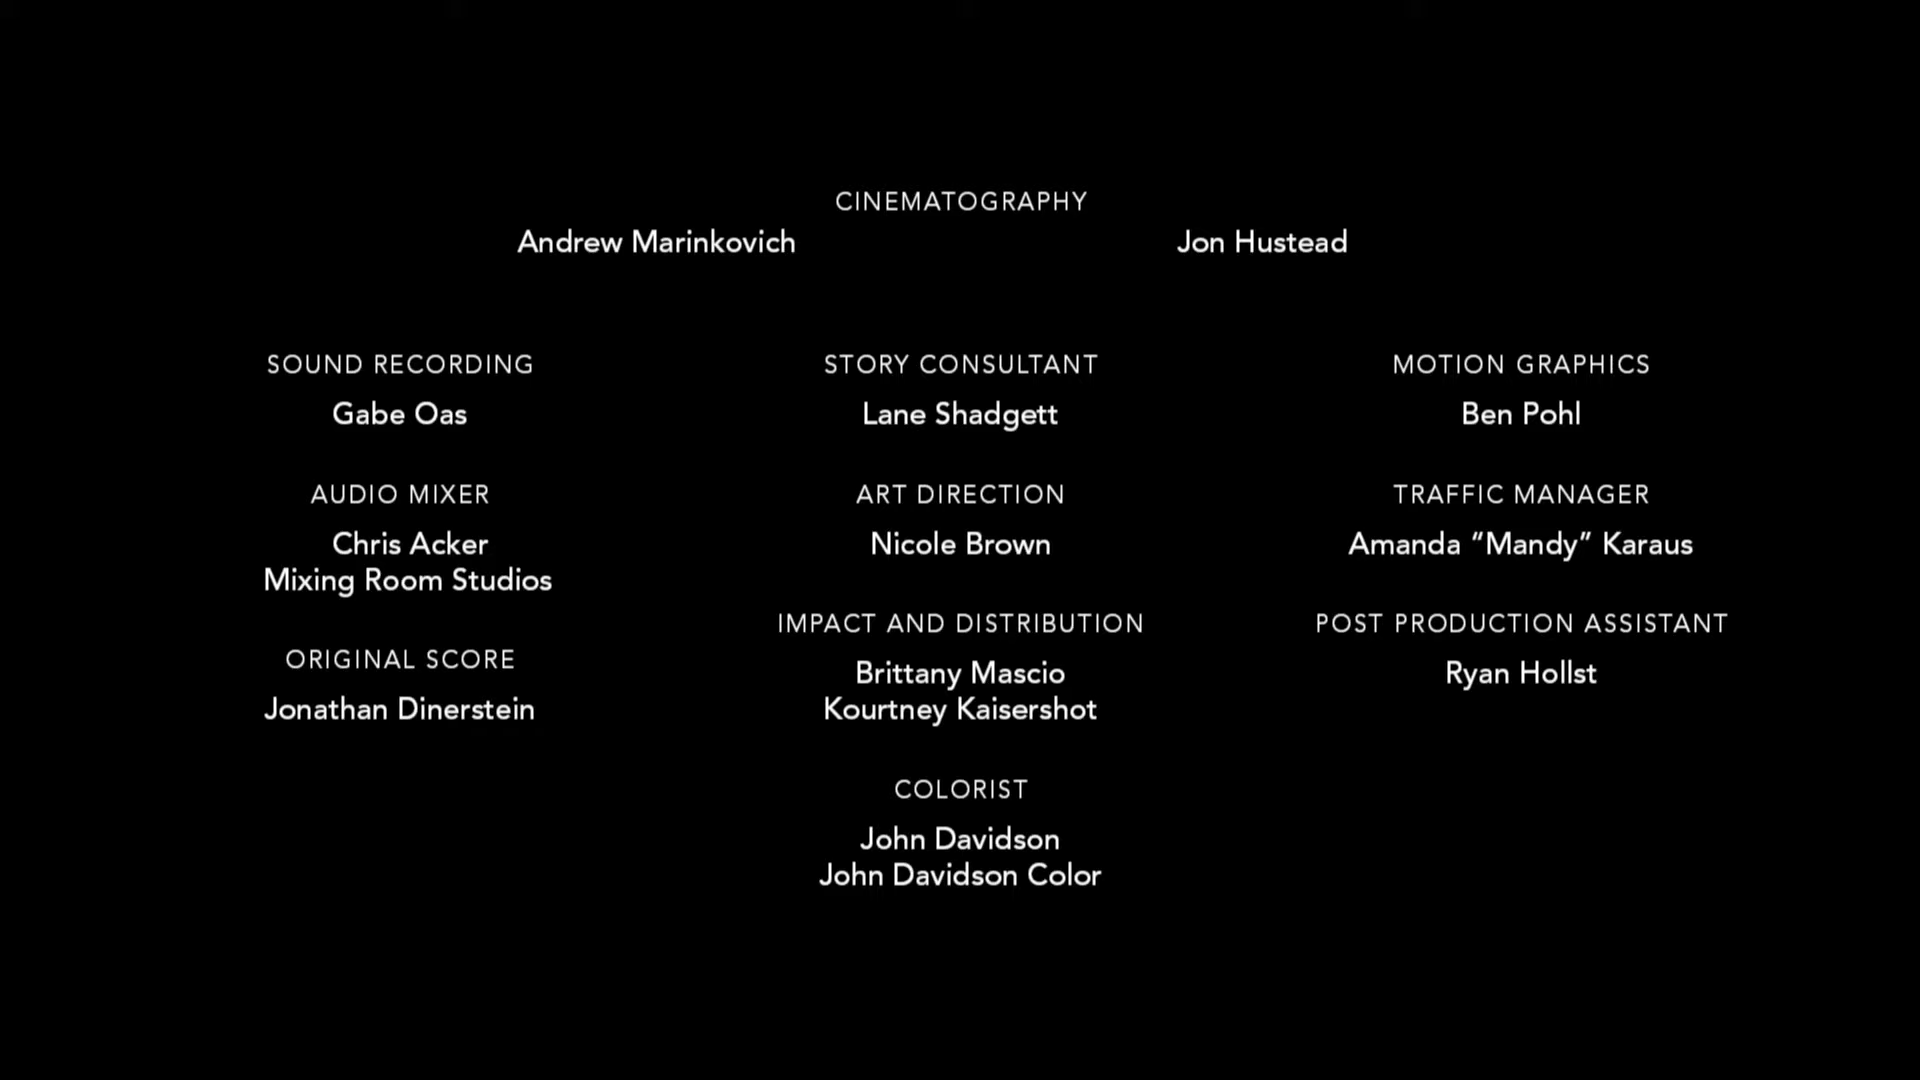 CINEMATOGRAPHY
Andrew Marinkovich
Jon Hustead
SOUND RECORDING
Gabe Oas
AUDIO MIXER
Chris Acker
Mixing Room Studios
ORIGINAL SCORE
Jonathan Dinerstein
STORY CONSULTANT
Lane Shadgett
ART DIRECTION
Nicole Brown
IMPACT AND DISTRIBUTION
Brittany Mascio
Kourtney Kaisershot
COLORIST
John Davidson
John Davidson Color
MOTION GRAPHICS
Ben Pohl
TRAFFIC MANAGER
Amanda “Mandy” Karaus
POST PRODUCTION ASSISTANT
Ryan Hollst